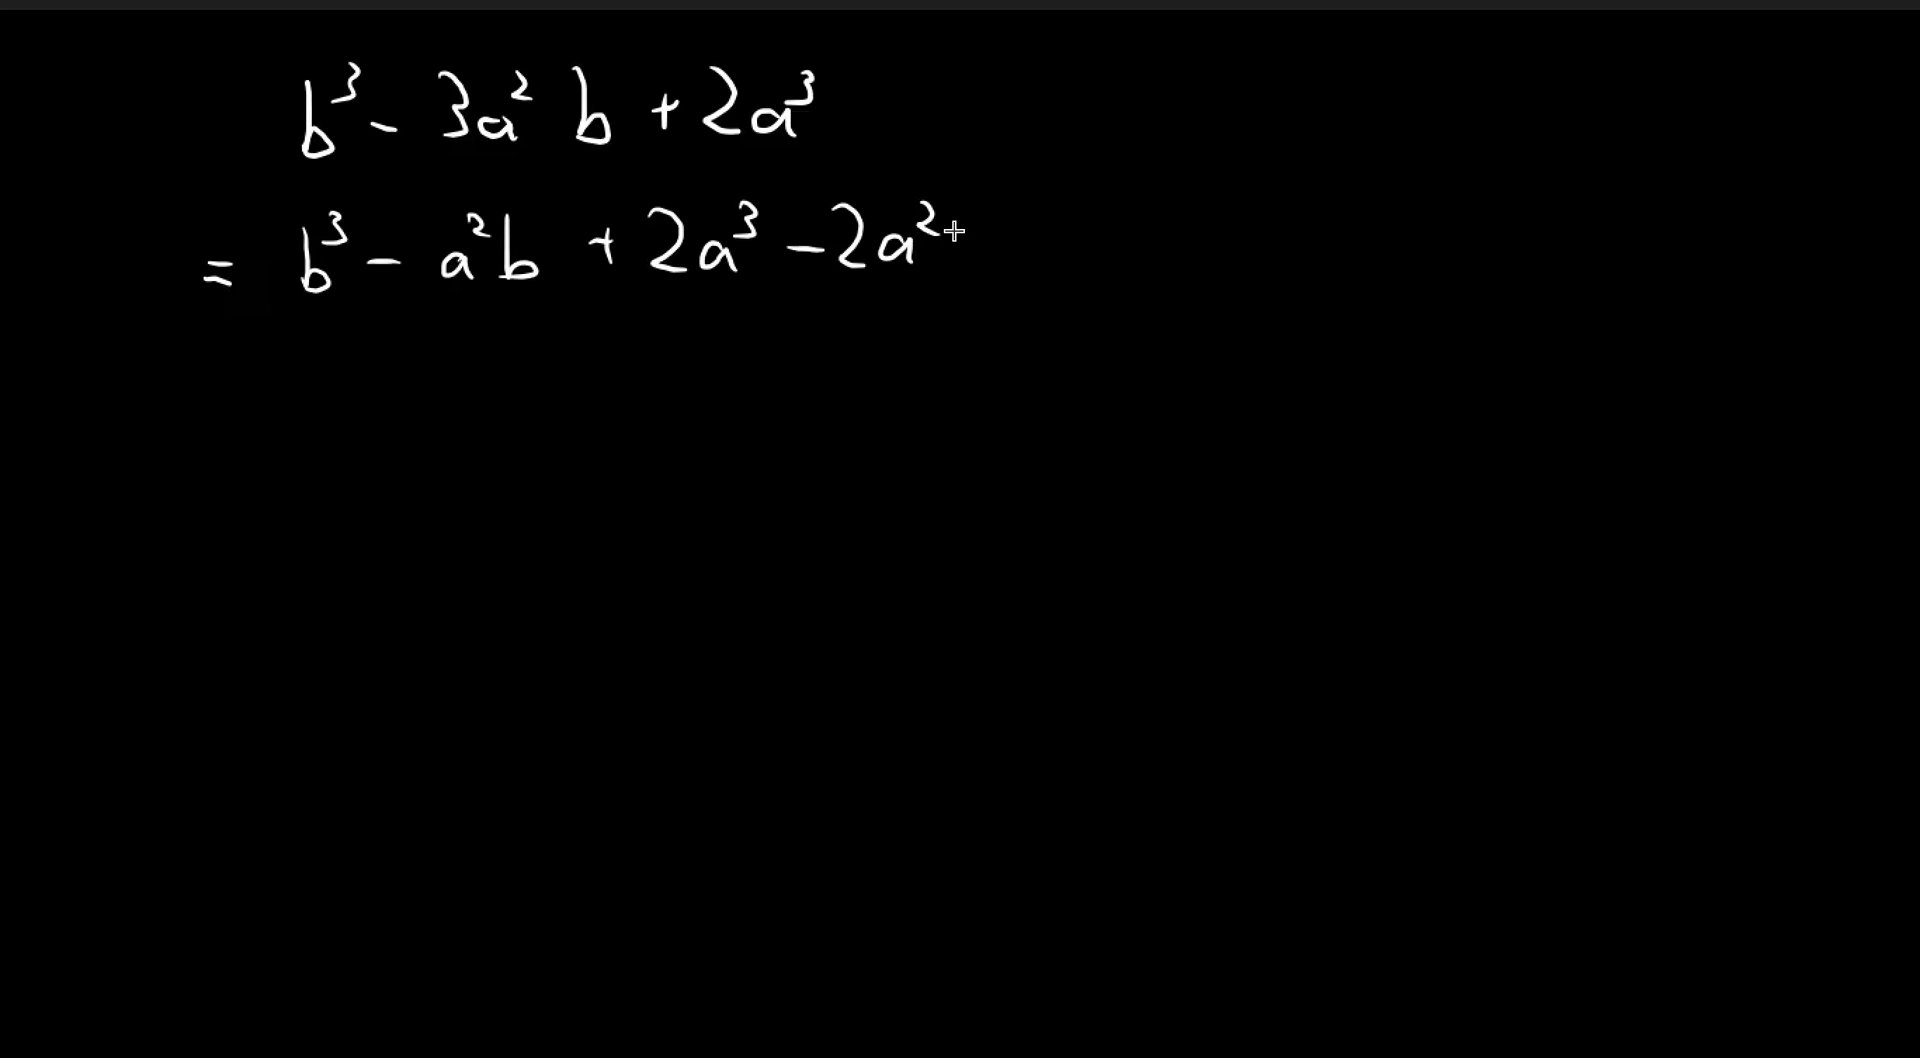 b³ - 3a² b + 2a³
= b³ - a²b + 2a³ - 2a²